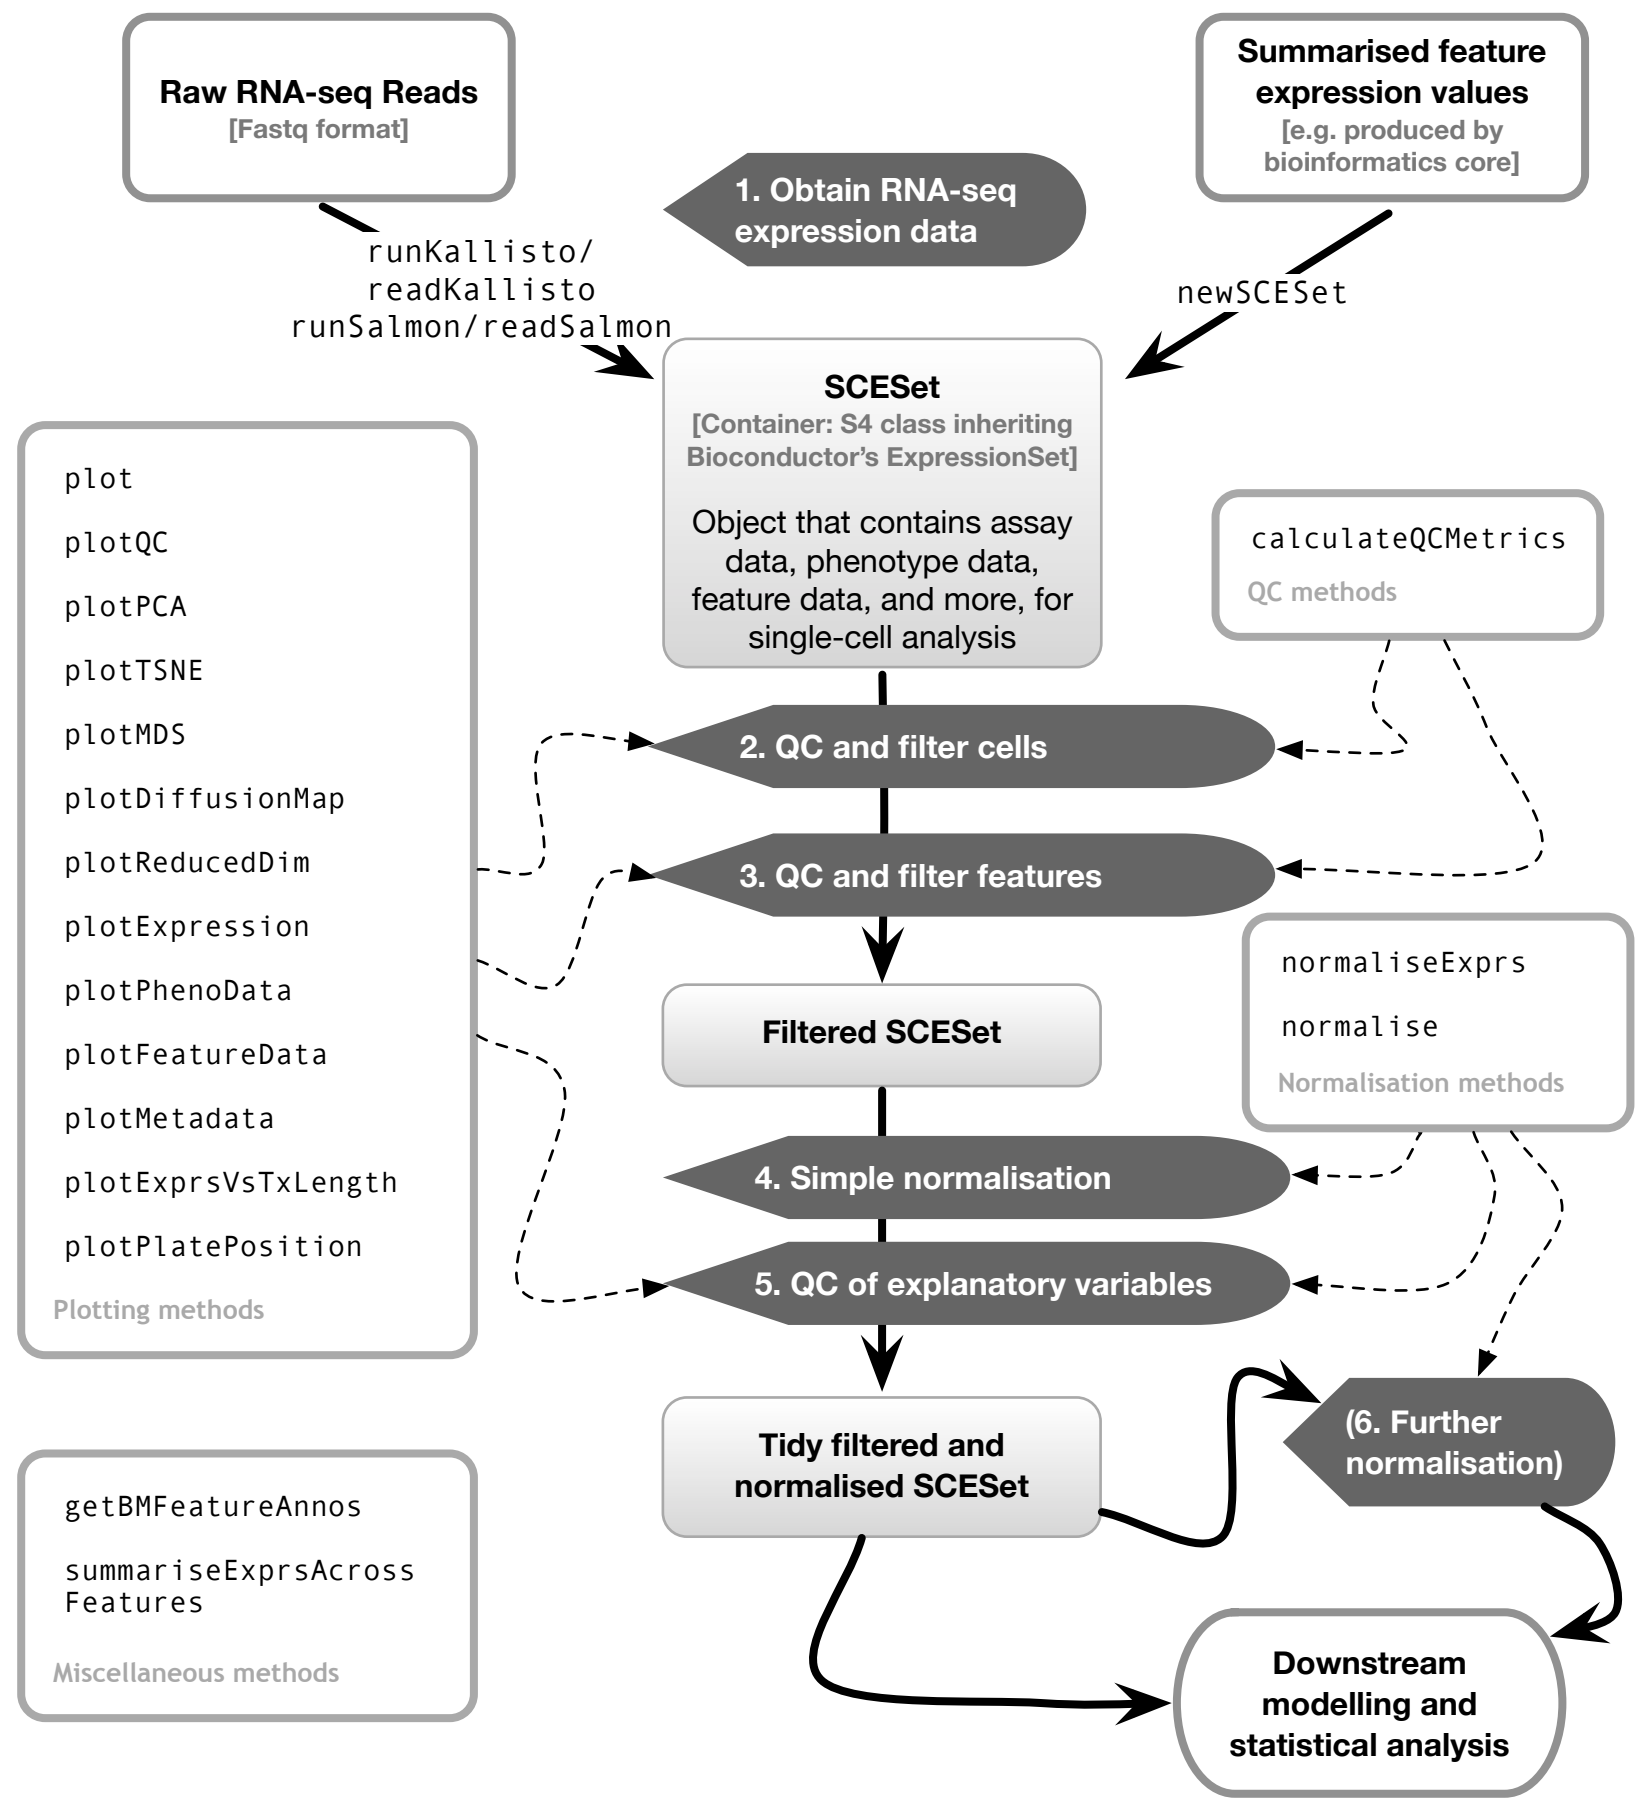 Raw RNA-seq Reads
[Fastq format]
Summarised feature
expression values
[e.g. produced by
bioinformatics core]
1. Obtain RNA-seq
expression data
runKallisto/
readKallisto
runSalmon/readSalmon
newSCESet
SCESet
[Container: S4 class inheriting
Bioconductor’s ExpressionSet]
Object that contains assay
data, phenotype data,
feature data, and more, for
single-cell analysis
plot
plotQC
plotPCA
plotTSNE
plotMDS
plotDiffusionMap
plotReducedDim
plotExpression
plotPhenoData
plotFeatureData
plotMetadata
plotExprsVsTxLength
plotPlatePosition
Plotting methods
calculateQCMetrics
QC methods
2. QC and filter cells
3. QC and filter features
Filtered SCESet
normaliseExprs
normalise
Normalisation methods
4. Simple normalisation
5. QC of explanatory variables
Tidy filtered and
normalised SCESet
(6. Further
normalisation)
getBMFeatureAnnos
summariseExprsAcross
Features
Miscellaneous methods
Downstream
modelling and
statistical analysis